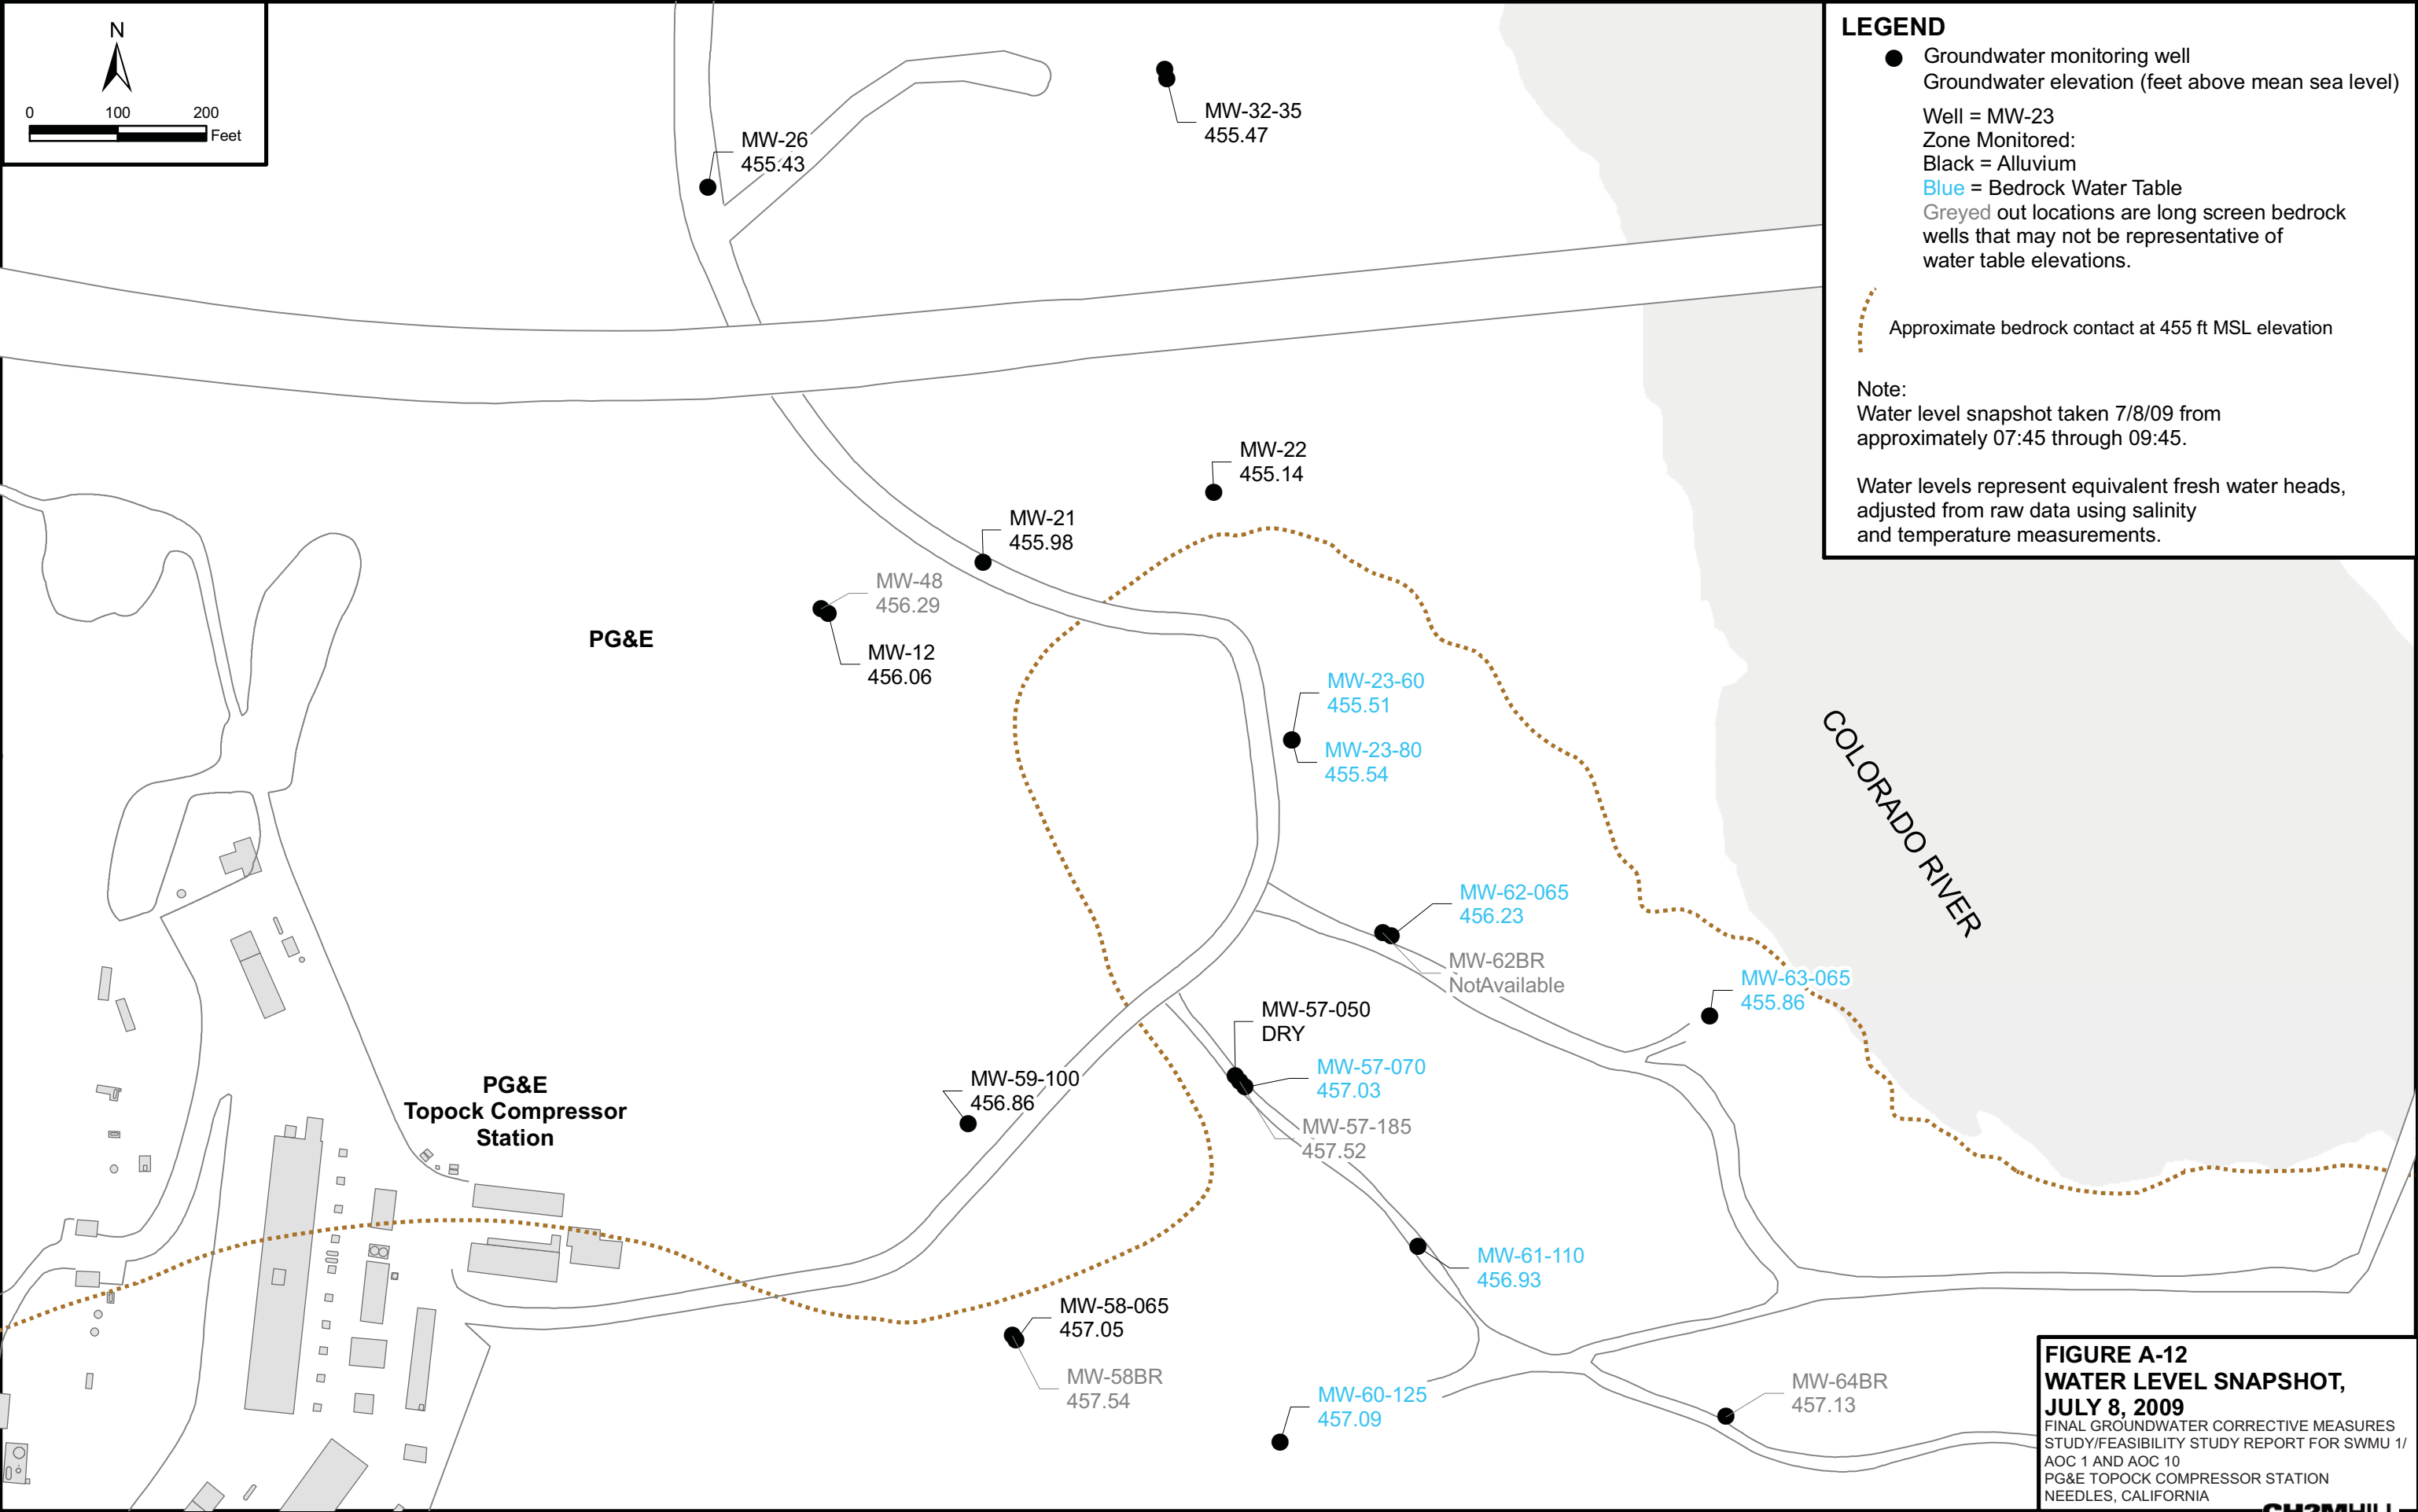 N
0 100 200
Feet
LEGEND
Groundwater monitoring well
Groundwater elevation (feet above mean sea level)
Well = MW-23
Zone Monitored:
Black = Alluvium
Blue = Bedrock Water Table
Greyed out locations are long screen bedrock
wells that may not be representative of
water table elevations.
Approximate bedrock contact at 455 ft MSL elevation
Note:
Water level snapshot taken 7/8/09 from
approximately 07:45 through 09:45.
Water levels represent equivalent fresh water heads,
adjusted from raw data using salinity
and temperature measurements.
MW-32-35
455.47
MW-26
455.43
MW-22
455.14
MW-21
455.98
MW-48
456.29
PG&E
MW-12
456.06
MW-23-60
455.51
MW-23-80
455.54
COLORADO RIVER
MW-62-065
456.23
MW-62BR
NotAvailable
MW-63-065
455.86
MW-57-050
DRY
MW-57-070
457.03
MW-57-185
457.52
MW-59-100
456.86
PG&E
Topock Compressor
Station
MW-61-110
456.93
MW-58-065
457.05
MW-58BR
457.54
MW-60-125
457.09
MW-64BR
457.13
FIGURE A-12
WATER LEVEL SNAPSHOT,
JULY 8, 2009
FINAL GROUNDWATER CORRECTIVE MEASURES
STUDY/FEASIBILITY STUDY REPORT FOR SWMU 1/
AOC 1 AND AOC 10
PG&E TOPOCK COMPRESSOR STATION
NEEDLES, CALIFORNIA
CH2MHILL